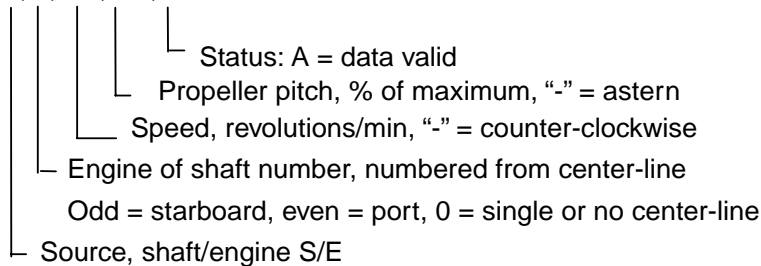 Status: A = data valid
Propeller pitch, % of maximum, “-” = astern
Speed, revolutions/min, “-” = counter-clockwise
Engine of shaft number, numbered from center-line
Odd = starboard, even = port, 0 = single or no center-line
Source, shaft/engine S/E